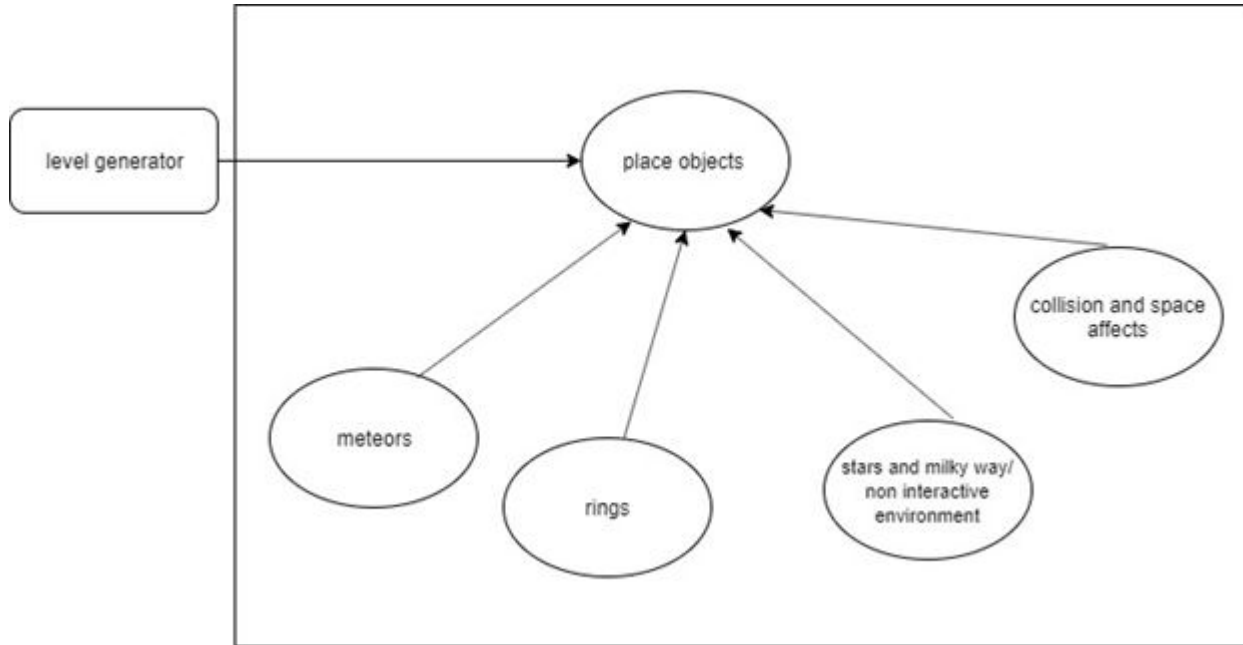 level generator
place objects
collision and space
affects
meteors
rings
stars and milky way/
non interactive
environment